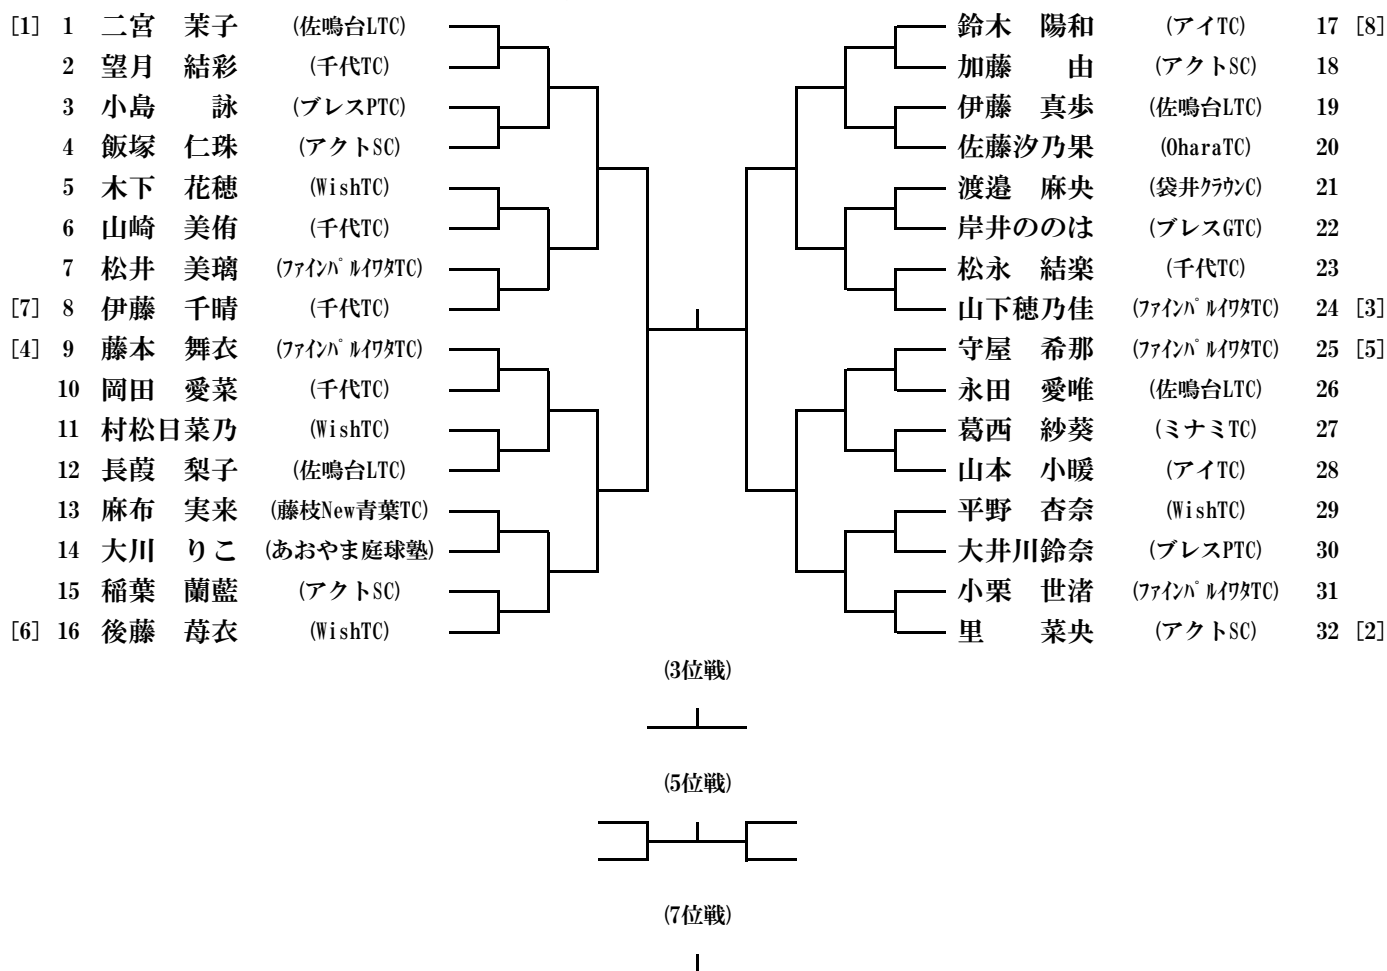 [1] 1 二宮 茉子 (佐鳴台LTC)
2 望月 結彩 (千代TC)
3 小島 詠 (ブレスPTC)
4 飯塚 仁珠 (アクトSC)
5 木下 花穂 (WishTC)
6 山崎 美侑 (千代TC)
7 松井 美璃 (ファインパルイワタTC)
[7] 8 伊藤 千晴 (千代TC)
[4] 9 藤本 舞衣 (ファインパルイワタTC)
10 岡田 愛菜 (千代TC)
11 村松日菜乃 (WishTC)
12 長葭 梨子 (佐鳴台LTC)
13 麻布 実来 (藤枝New青葉TC)
14 大川 りこ (あおやま庭球塾)
15 稲葉 蘭藍 (アクトSC)
[6] 16 後藤 苺衣 (WishTC)
鈴木 陽和 (アイTC) 17 [8]
加藤 由 (アクトSC) 18
伊藤 真歩 (佐鳴台LTC) 19
佐藤汐乃果 (OharaTC) 20
渡邉 麻央 (袋井クラウンC) 21
岸井ののは (ブレスGTC) 22
松永 結楽 (千代TC) 23
山下穂乃佳 (ファインパルイワタTC) 24 [3]
守屋 希那 (ファインパルイワタTC) 25 [5]
永田 愛唯 (佐鳴台LTC) 26
葛西 紗葵 (ミナミTC) 27
山本 小暖 (アイTC) 28
平野 杏奈 (WishTC) 29
大井川鈴奈 (ブレスPTC) 30
小栗 世渚 (ファインパルイワタTC) 31
里 菜央 (アクトSC) 32 [2]
(3位戦)
(5位戦)
(7位戦)